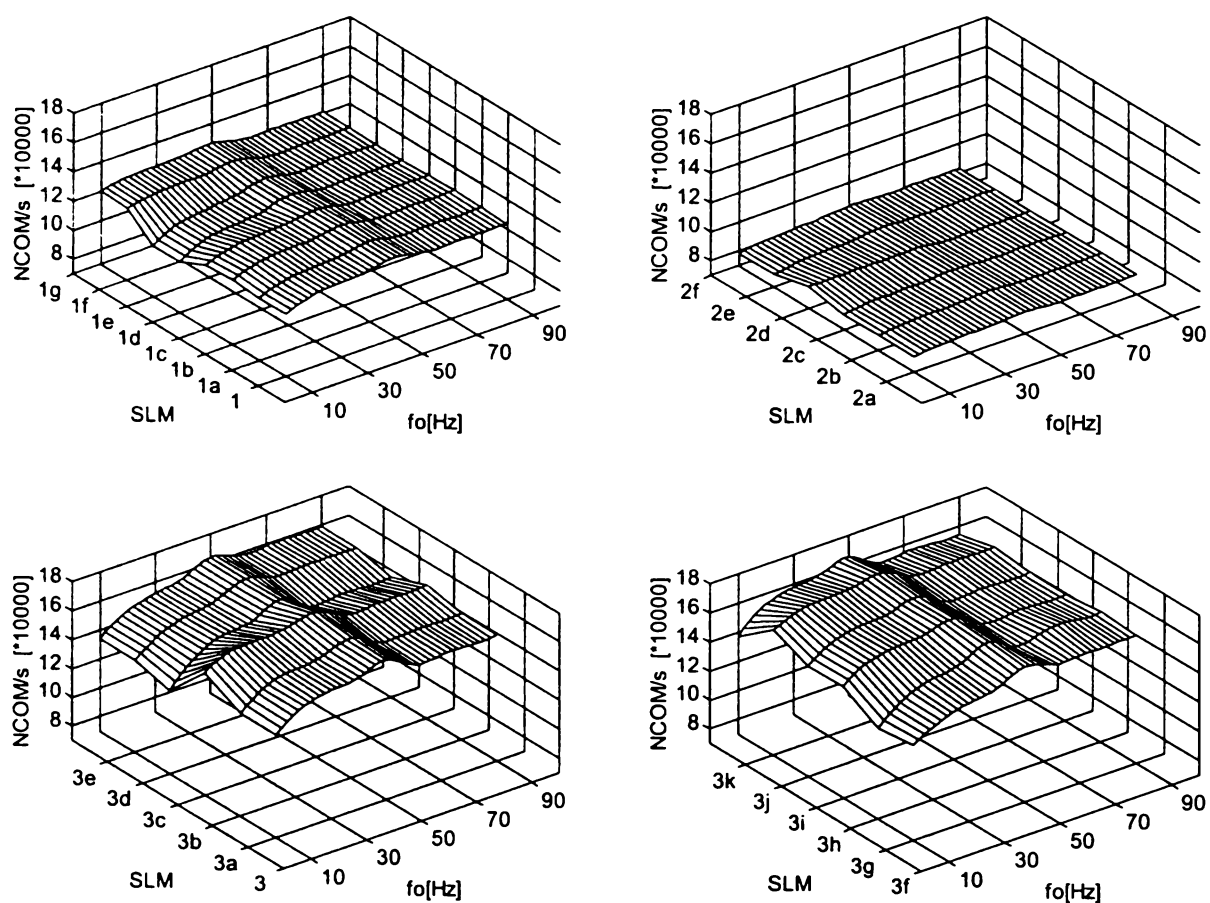 NCOM/s [*10000]
18
16
14
12
10
8
1g
1f
1e
1d
1c
1b
1a
1
SLM
10
30
50
70
90
fo[Hz]
NCOM/s [*10000]
18
16
14
12
10
8
2f
2e
2d
2c
2b
2a
SLM
10
30
50
70
90
fo[Hz]
NCOM/s [*10000]
18
16
14
12
10
8
3e
3d
3c
3b
3a
3
SLM
10
30
50
70
90
fo[Hz]
NCOM/s [*10000]
18
16
14
12
10
8
3k
3j
3i
3h
3g
3f
SLM
10
30
50
70
90
fo[Hz]